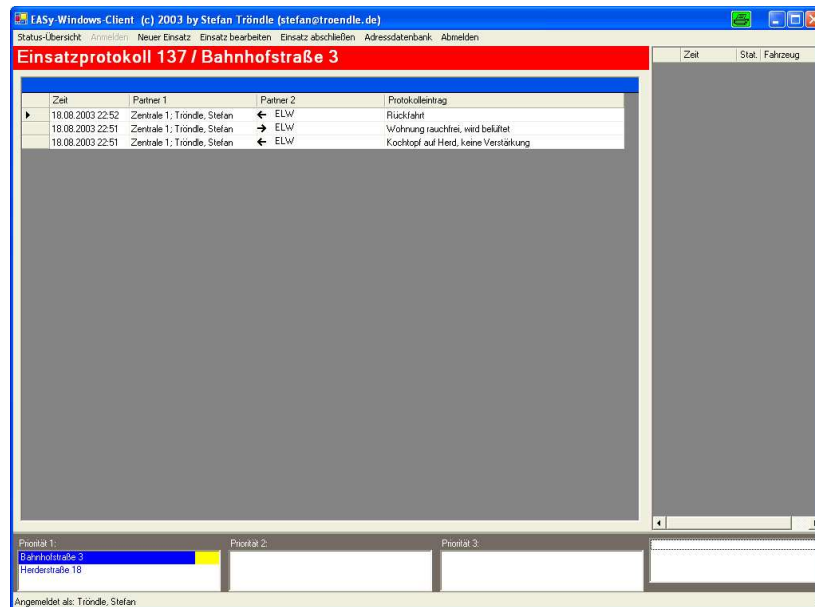 EASy-Windows-Client (c) 2003 by Stefan Tröndle (stefan@troendle.de)
Status-Übersicht Anmelden Neuer Einsatz Einsatz bearbeiten Einsatz abschließen Adressdatenbank Abmelden
Einsatzprotokoll 137 / Bahnhofstraße 3
Zeit Stat. Fahrzeug
Zeit Partner 1 Partner 2 Protokolleintrag
18.08.2003 22:52 Zentrale 1; Tröndle, Stefan ← ELW Rückfahrt
18.08.2003 22:51 Zentrale 1; Tröndle, Stefan → ELW Wohnung rauchfrei, wird belüftet
18.08.2003 22:51 Zentrale 1; Tröndle, Stefan ← ELW Kochtopf auf Herd, keine Verstärkung
Priorität 1: Priorität 2: Priorität 3:
Bahnhofstraße 3
Herderstraße 18
Angemeldet als: Tröndle, Stefan